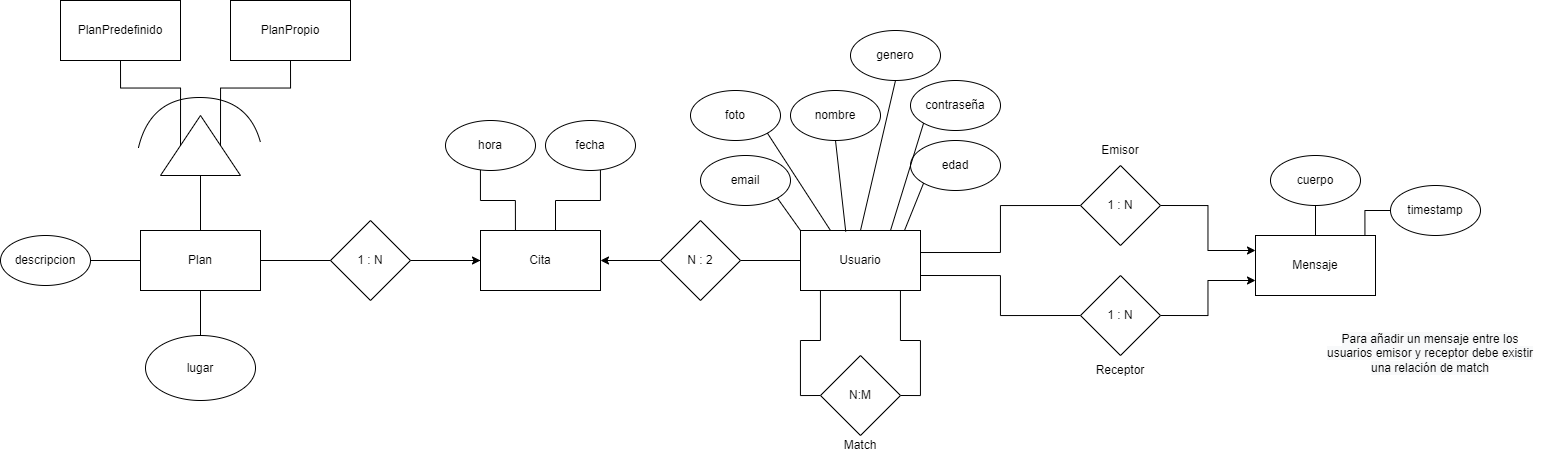 PlanPredefinido
PlanPropio
genero
foto
nombre
contraseña
hora
fecha
email
edad
Emisor
cuerpo
1 : N
timestamp
descripcion
Plan
1 : N
Cita
N : 2
Usuario
Mensaje
1 : N
Receptor
lugar
N:M
Match
Para añadir un mensaje entre los
usuarios emisor y receptor debe existir
una relación de match